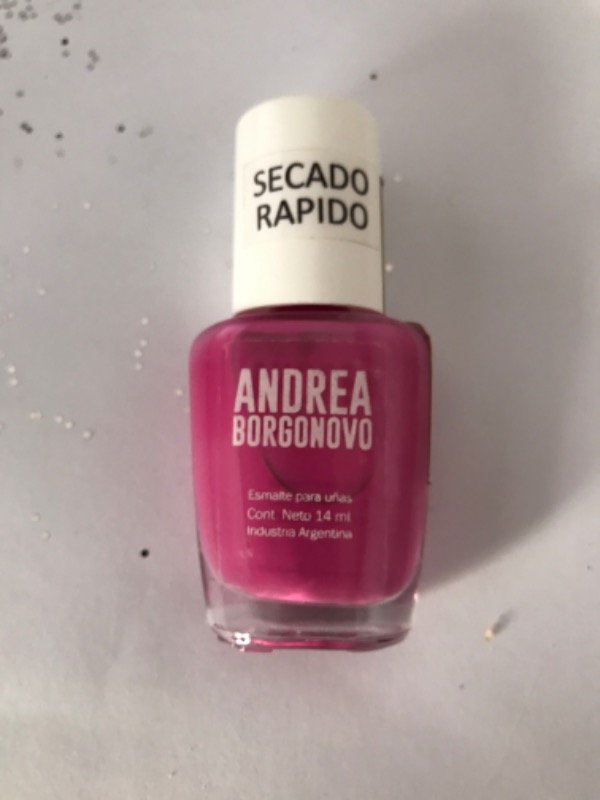 SECADO
RAPIDO
ANDREA
BORGONOVO
Esmalte para uñas
Cont. Neto 14 ml
Industria Argentina